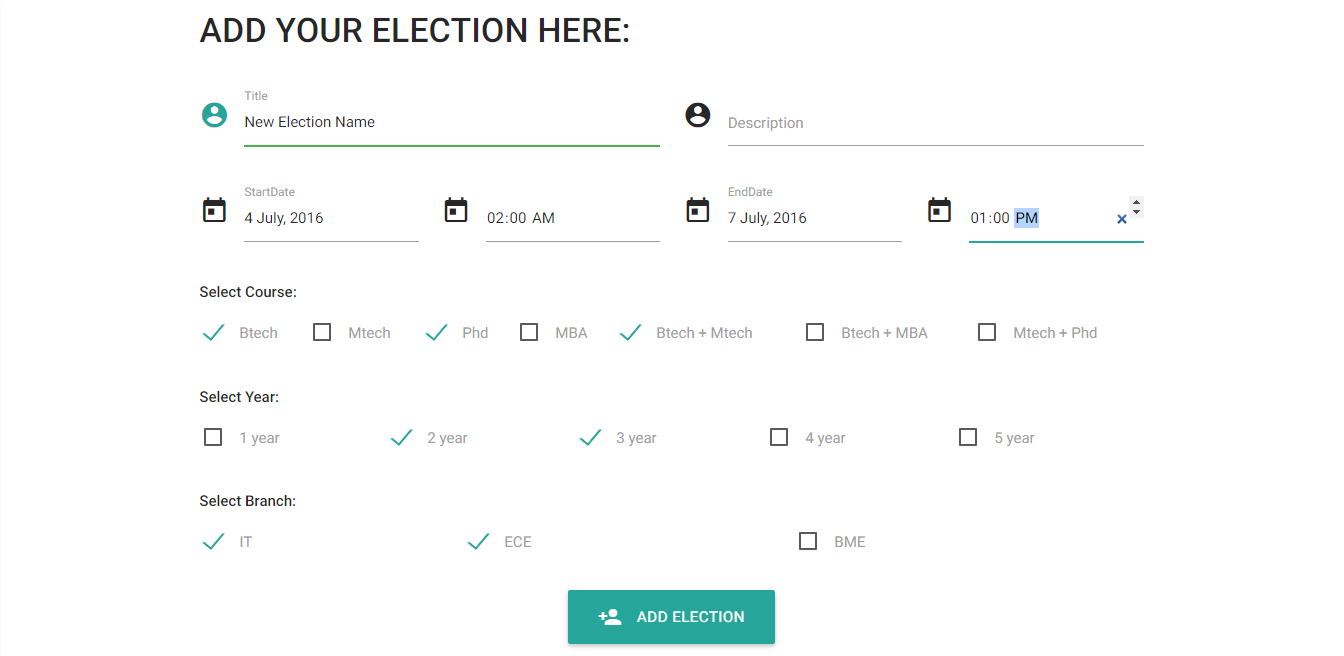 ADD YOUR ELECTION HERE:
Title
New Election Name
Description
StartDate
EndDate
4 July, 2016 02:00 AM 7 July, 2016 01:00 PM
Select Course:
Btech Mtech Phd MBA Btech + Mtech Btech + MBA Mtech + Phd
Select Year:
1 year 2 year 3 year 4 year 5 year
Select Branch:
IT ECE BME
ADD ELECTION